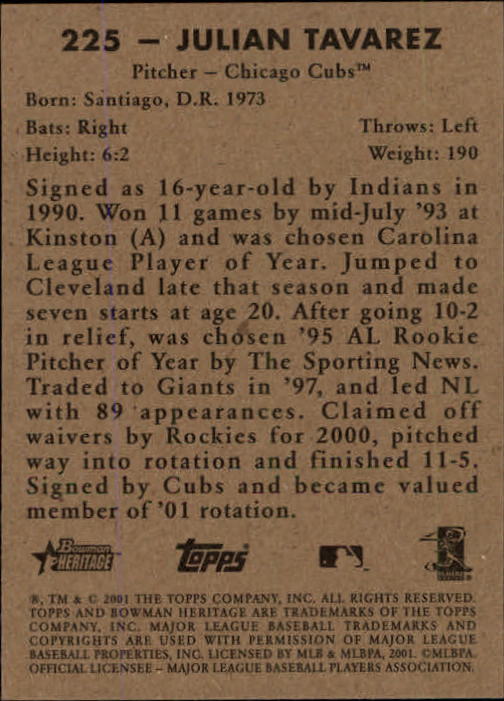 225 – JULIAN TAVAREZ
Pitcher – Chicago Cubs™
Born: Santiago, D.R. 1973
Bats: Right Throws: Left
Height: 6:2 Weight: 190
Signed as 16-year-old by Indians in
1990. Won 11 games by mid-July '93 at
Kinston (A) and was chosen Carolina
League Player of Year. Jumped to
Cleveland late that season and made
seven starts at age 20. After going 10-2
in relief, was chosen '95 AL Rookie
Pitcher of Year by The Sporting News.
Traded to Giants in '97, and led NL
with 89 appearances. Claimed off
waivers by Rockies for 2000, pitched
way into rotation and finished 11-5.
Signed by Cubs and became valued
member of '01 rotation.
Bowman
HERITAGE
topps
®, TM & © 2001 THE TOPPS COMPANY, INC. ALL RIGHTS RESERVED.
TOPPS AND BOWMAN HERITAGE ARE TRADEMARKS OF THE TOPPS
COMPANY, INC. MAJOR LEAGUE BASEBALL TRADEMARKS AND
COPYRIGHTS ARE USED WITH PERMISSION OF MAJOR LEAGUE
BASEBALL PROPERTIES, INC. LICENSED BY MLB & MLBPA, 2001. ©MLBPA.
OFFICIAL LICENSEE – MAJOR LEAGUE BASEBALL PLAYERS ASSOCIATION.